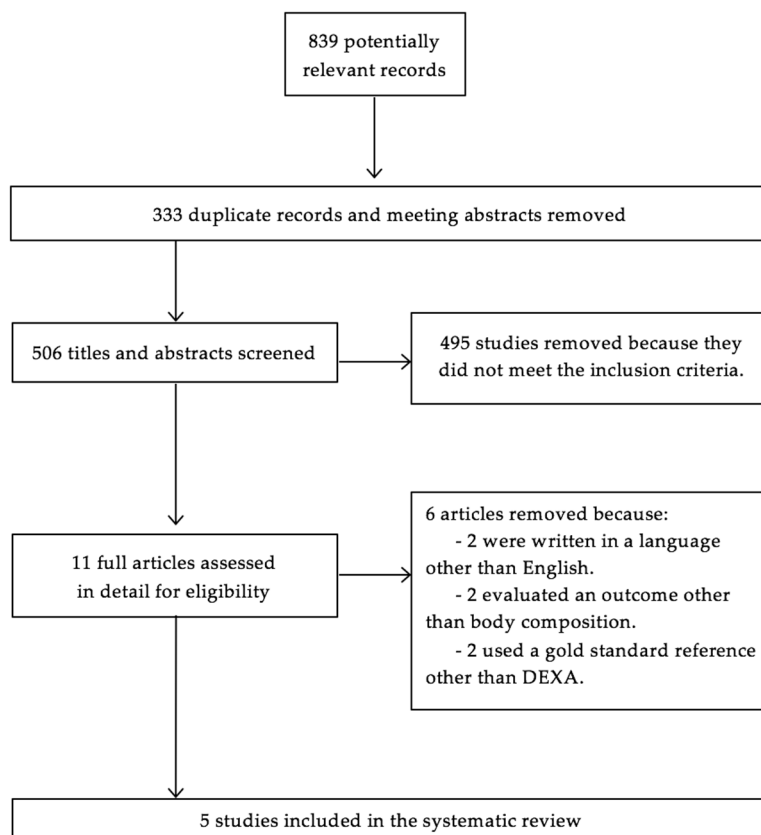 839 potentially
relevant records
333 duplicate records and meeting abstracts removed
506 titles and abstracts screened
495 studies removed because they
did not meet the inclusion criteria.
11 full articles assessed
in detail for eligibility
6 articles removed because:
- 2 were written in a language
other than English.
- 2 evaluated an outcome other
than body composition.
- 2 used a gold standard reference
other than DEXA.
5 studies included in the systematic review